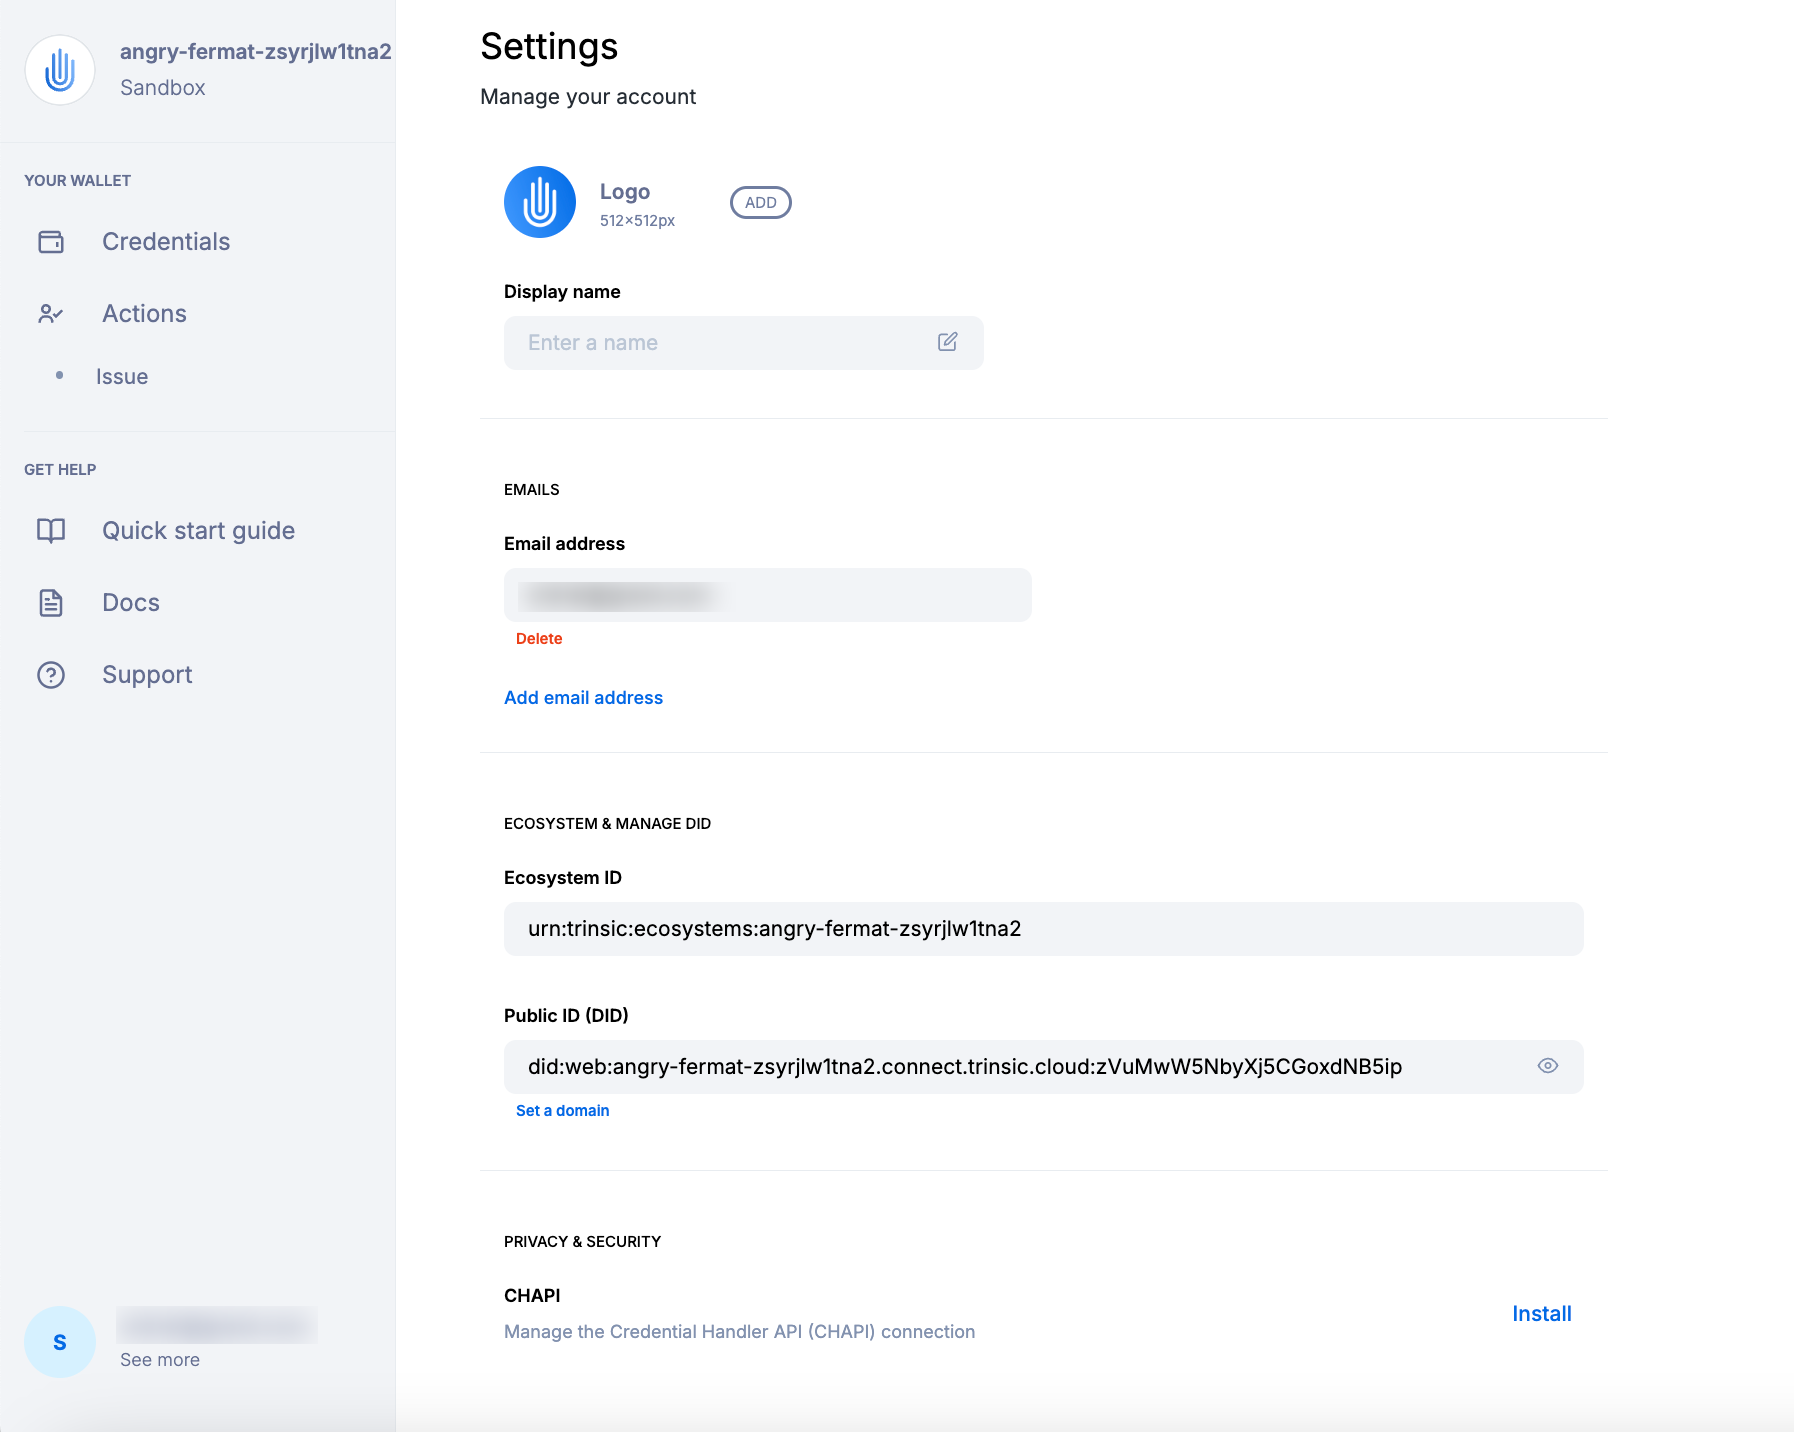 angry-fermat-zsyrjlw1tna2
Sandbox
YOUR WALLET
Credentials
Actions
Issue
GET HELP
Quick start guide
Docs
Support
S
See more
Settings
Manage your account
Logo
512×512px
ADD
Display name
Enter a name
EMAILS
Email address
Delete
Add email address
ECOSYSTEM & MANAGE DID
Ecosystem ID
urn:trinsic:ecosystems:angry-fermat-zsyrjlw1tna2
Public ID (DID)
did:web:angry-fermat-zsyrjlw1tna2.connect.trinsic.cloud:zVuMwW5NbyXj5CGoxdNB5ip
Set a domain
PRIVACY & SECURITY
CHAPI
Manage the Credential Handler API (CHAPI) connection
Install